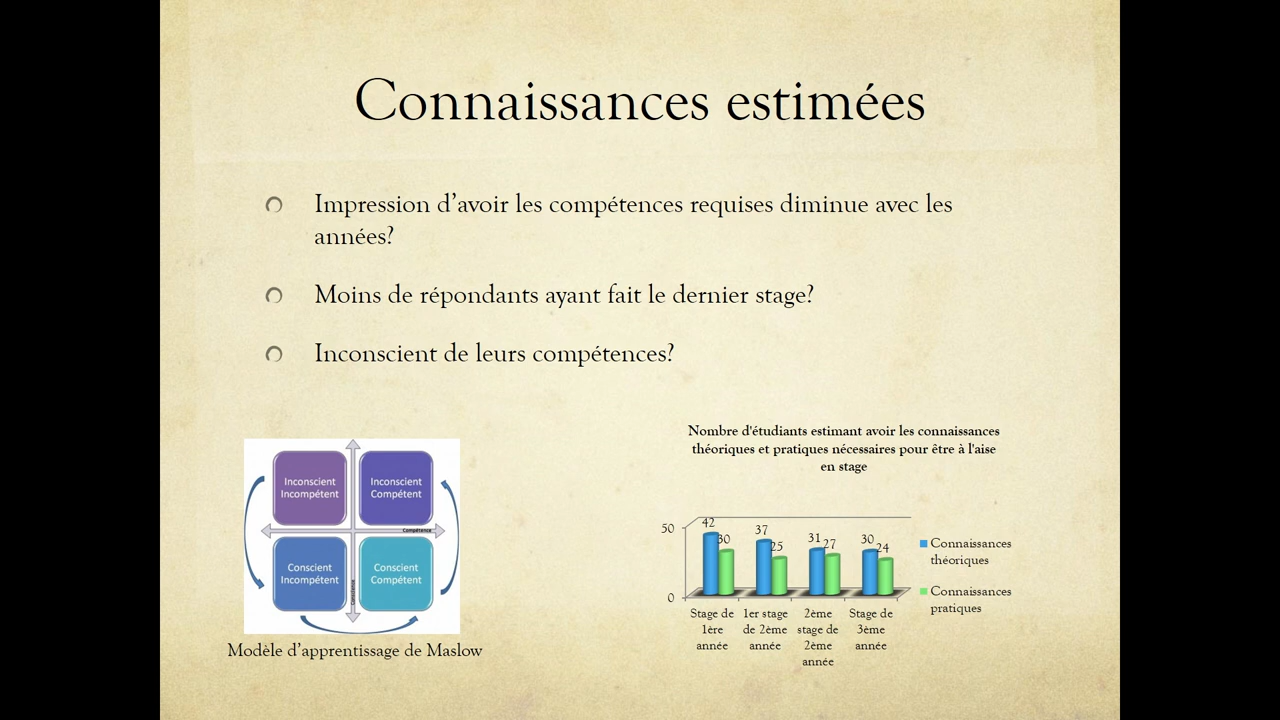 Connaissances estimées
Impression d’avoir les compétences requises diminue avec les
années?
Moins de répondants ayant fait le dernier stage?
Inconscient de leurs compétences?
Inconscient
Incompétent
Inconscient
Compétent
Compétence
Conscient
Incompétent
Conscient
Compétent
Conscience
Modèle d’apprentissage de Maslow
Nombre d'étudiants estimant avoir les connaissances
théoriques et pratiques nécessaires pour être à l'aise
en stage
50
0
42
30
37
25
31
27
30
24
Stage de
1ère
année
1er stage
de 2ème
année
2ème
stage de
2ème
année
Stage de
3ème
année
Connaissances
théoriques
Connaissances
pratiques